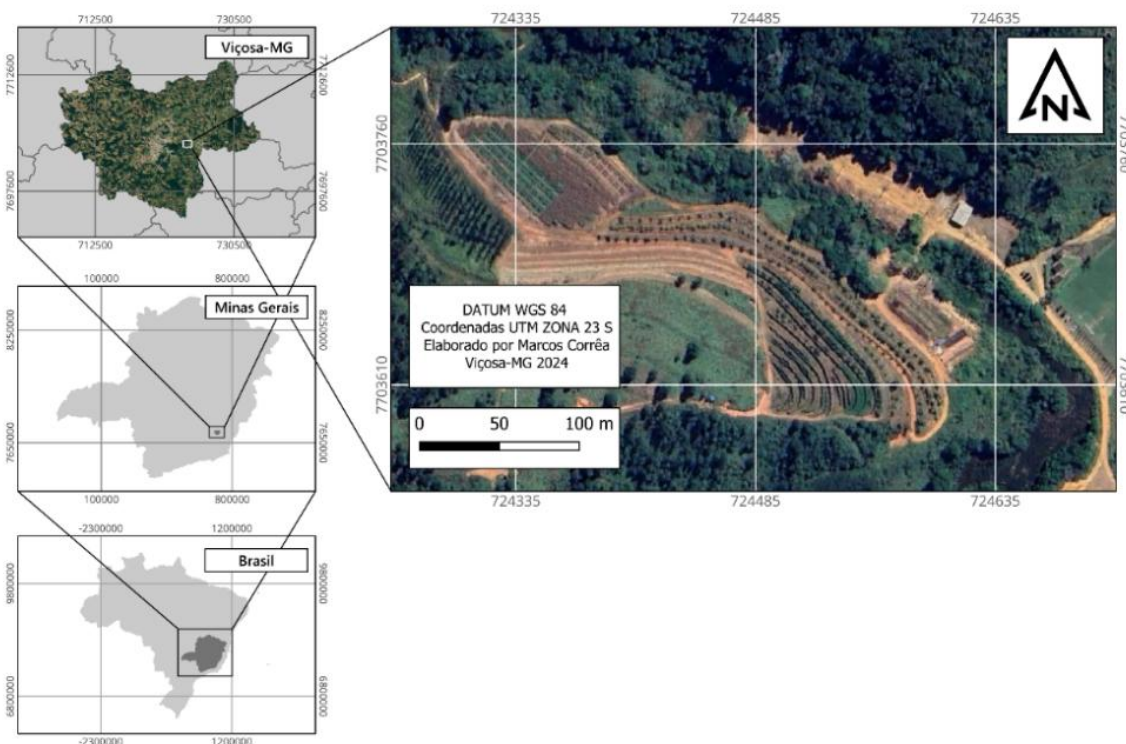 712500 730500
Viçosa-MG
7712600 7712600
7697600 7697600
712500 730500
100000 800000
Minas Gerais
8250000 8250000
7650000 7650000
100000 800000
-2300000 1200000
Brasil
9800000 9800000
6800000 6800000
-2300000 1200000
724335 724485 724635
N
7703760 7703760
DATUM WGS 84
Coordenadas UTM ZONA 23 S
Elaborado por Marcos Corrêa
Viçosa-MG 2024
7703610 7703610
0 50 100 m
724335 724485 724635